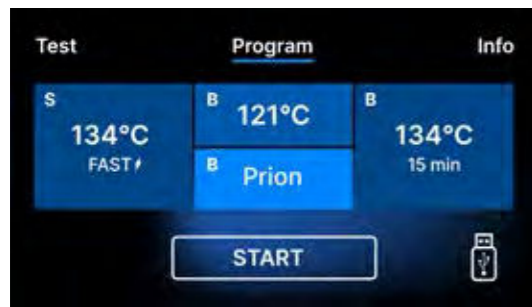 Test Program Info
S
134°C
FAST
B
121°C
B
Prion
B
134°C
15 min
START